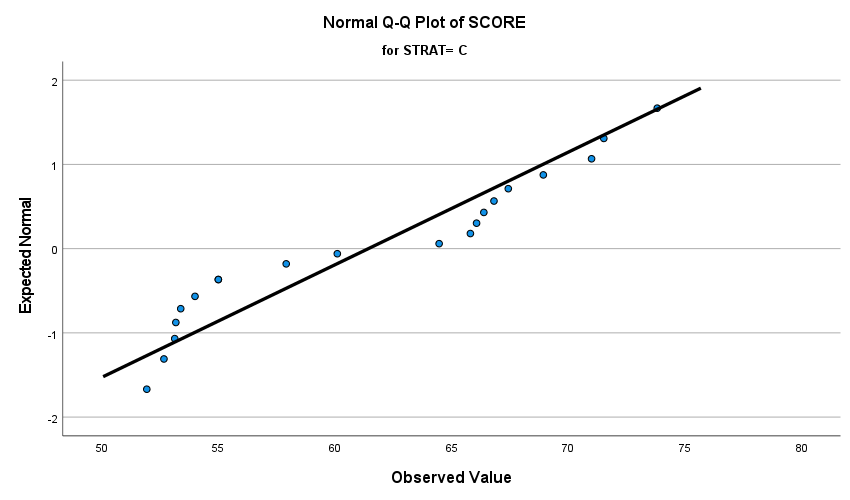 Normal Q-Q Plot of SCORE
for STRAT= C
Expected Normal
2
1
0
-1
-2
50 55 60 65 70 75 80
Observed Value